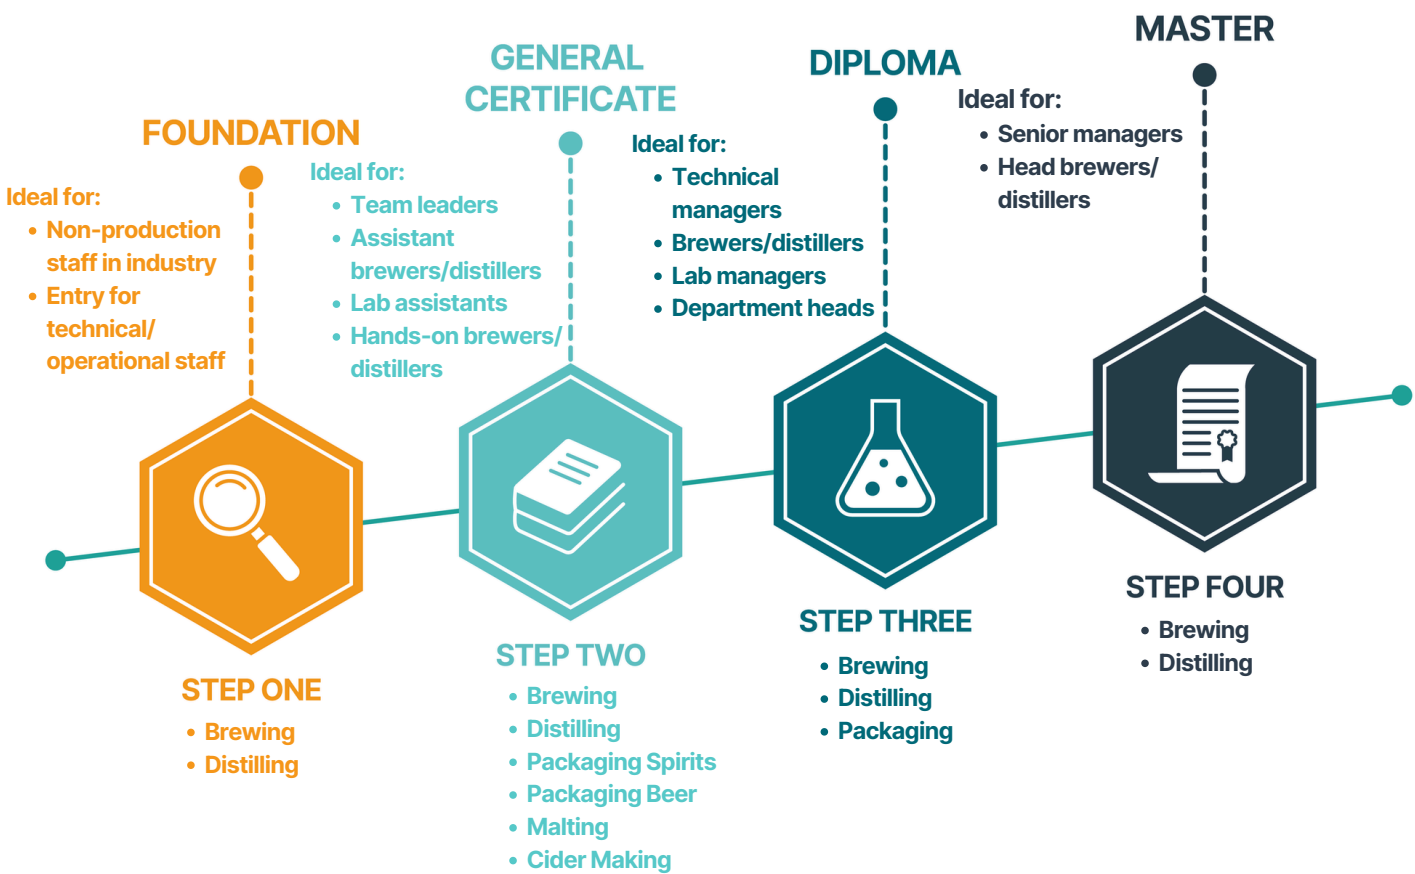 FOUNDATION
Ideal for:
• Non-production
staff in industry
• Entry for
technical/
operational staff
STEP ONE
• Brewing
• Distilling
GENERAL
CERTIFICATE
Ideal for:
• Team leaders
• Assistant
brewers/distillers
• Lab assistants
• Hands-on brewers/
distillers
STEP TWO
• Brewing
• Distilling
• Packaging Spirits
• Packaging Beer
• Malting
• Cider Making
DIPLOMA
Ideal for:
• Technical
managers
• Brewers/distillers
• Lab managers
• Department heads
STEP THREE
• Brewing
• Distilling
• Packaging
MASTER
Ideal for:
• Senior managers
• Head brewers/
distillers
STEP FOUR
• Brewing
• Distilling